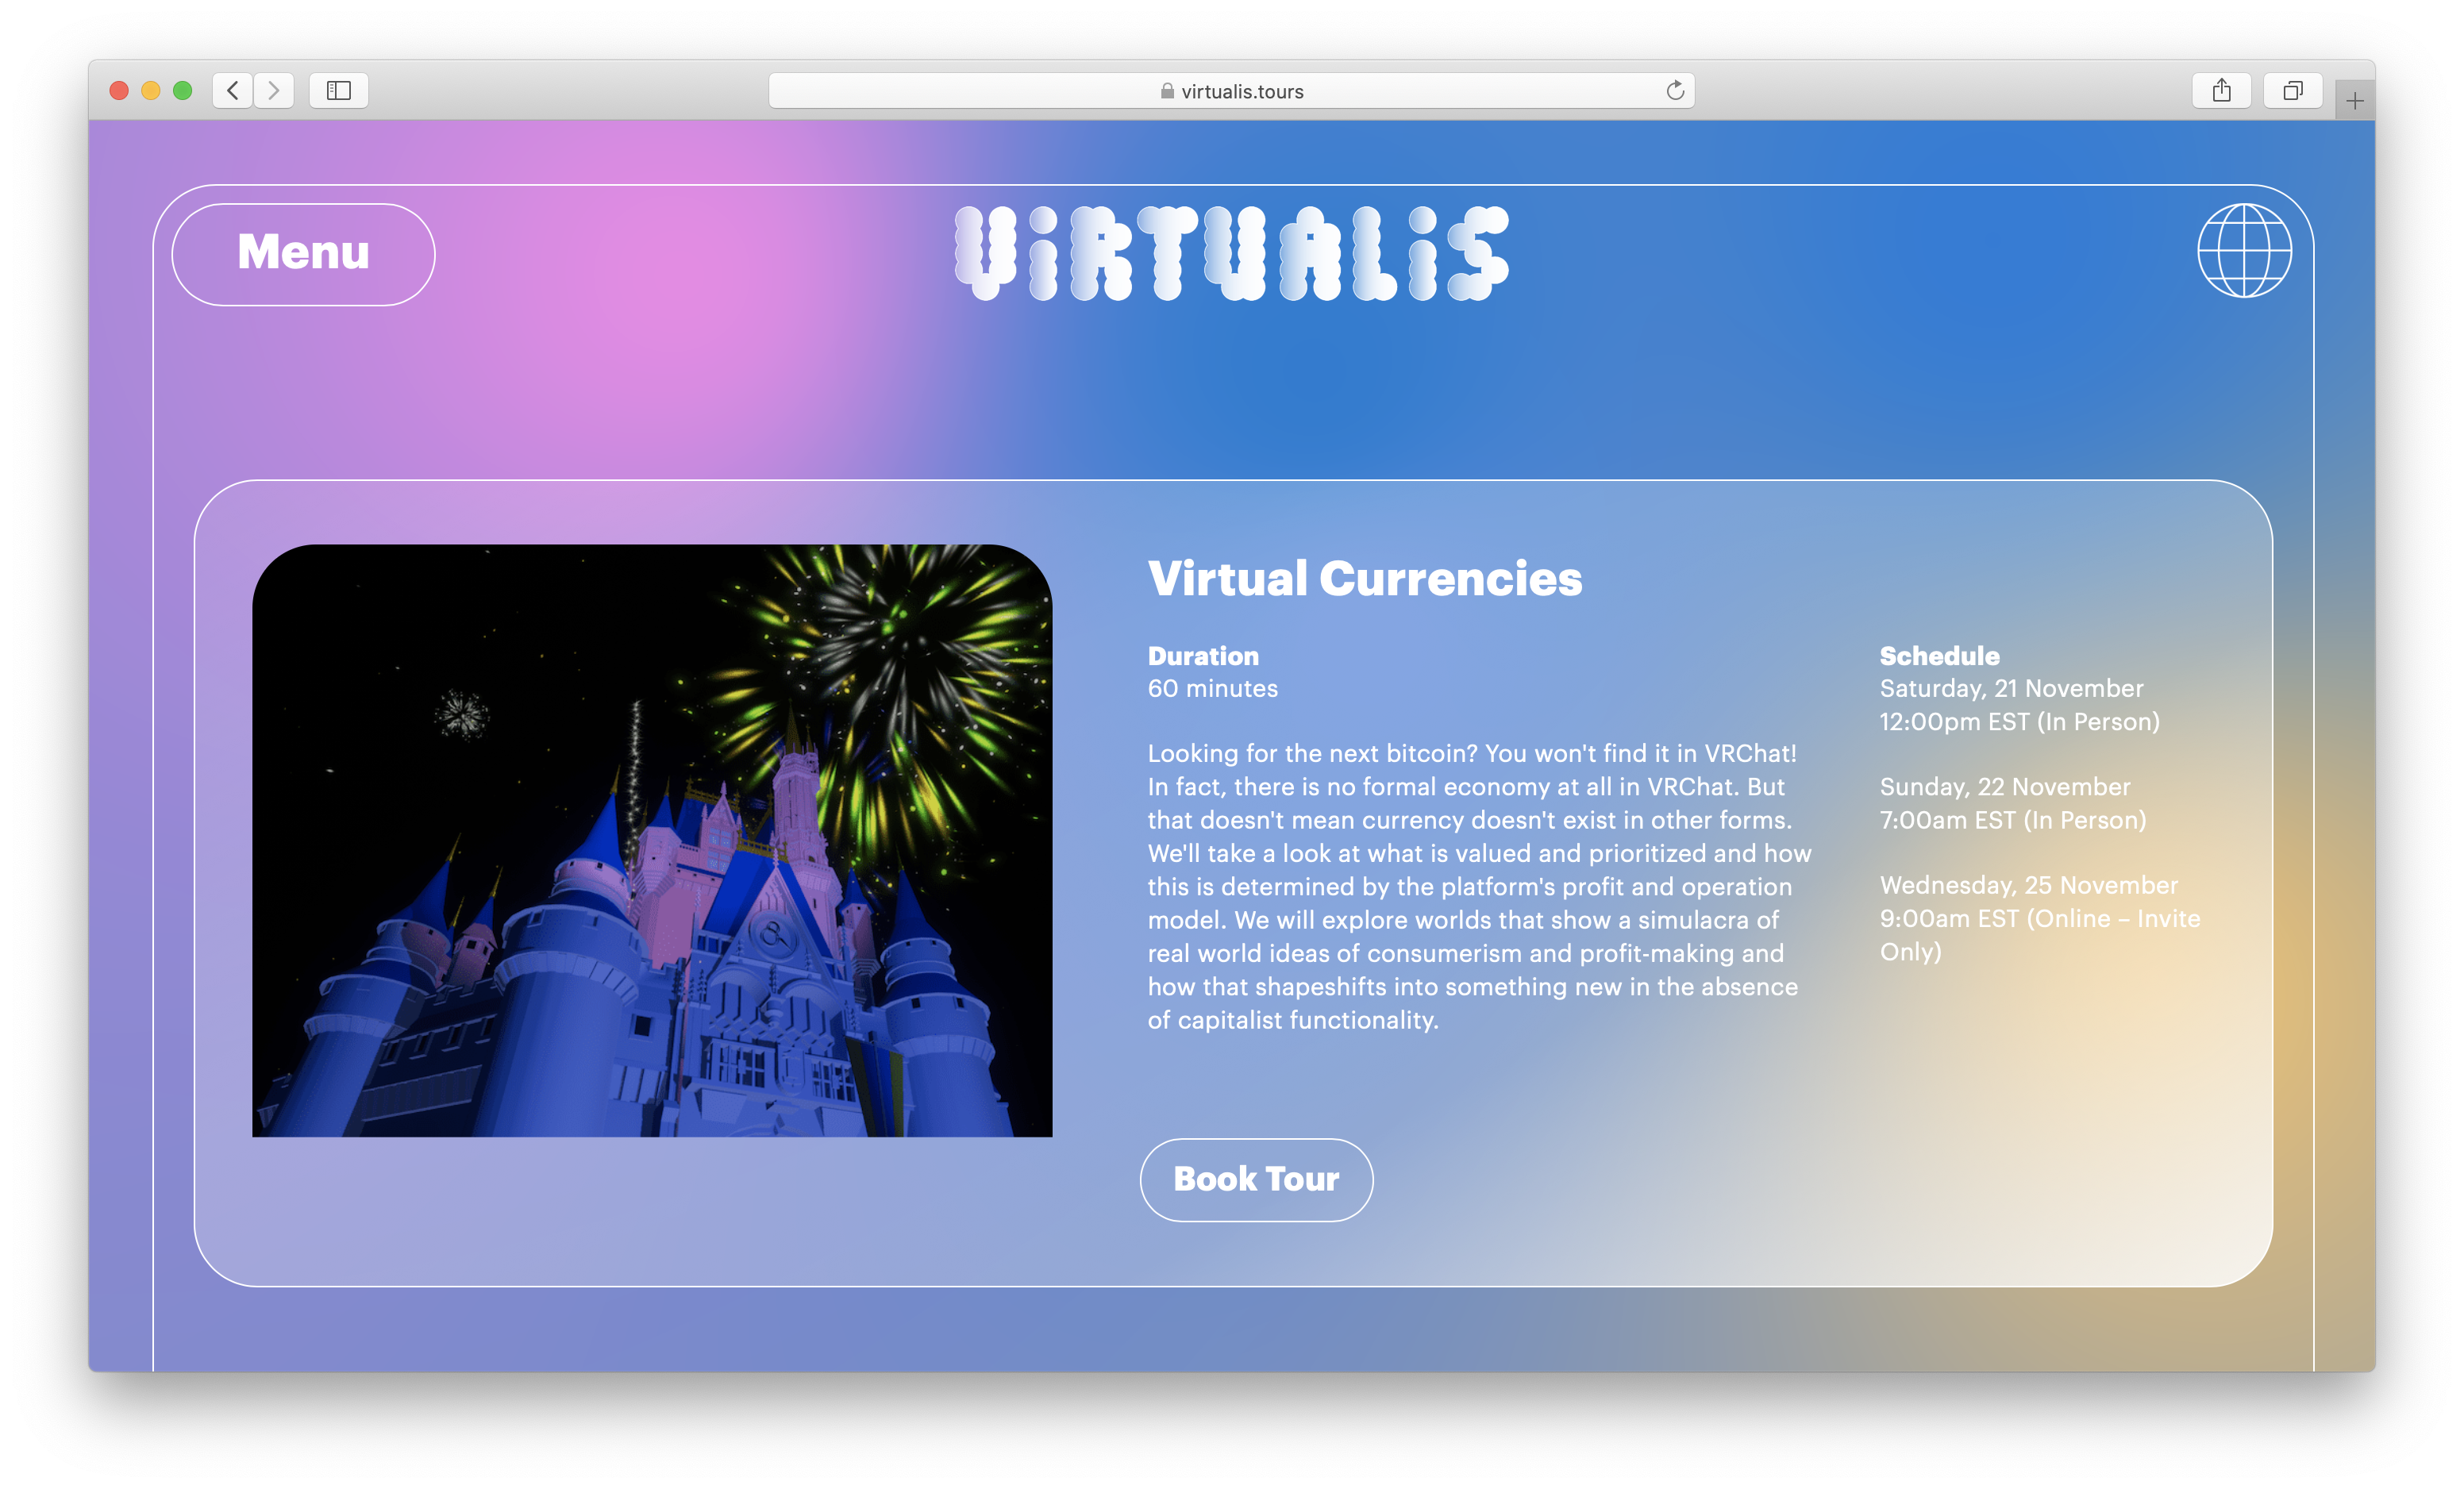 virtualis.tours
Menu
ViRTUALiS
Virtual Currencies
Duration
60 minutes
Looking for the next bitcoin? You won't find it in VRChat!
In fact, there is no formal economy at all in VRChat. But
that doesn't mean currency doesn't exist in other forms.
We'll take a look at what is valued and prioritized and how
this is determined by the platform's profit and operation
model. We will explore worlds that show a simulacra of
real world ideas of consumerism and profit-making and
how that shapeshifts into something new in the absence
of capitalist functionality.
Schedule
Saturday, 21 November
12:00pm EST (In Person)
Sunday, 22 November
7:00am EST (In Person)
Wednesday, 25 November
9:00am EST (Online – Invite
Only)
Book Tour